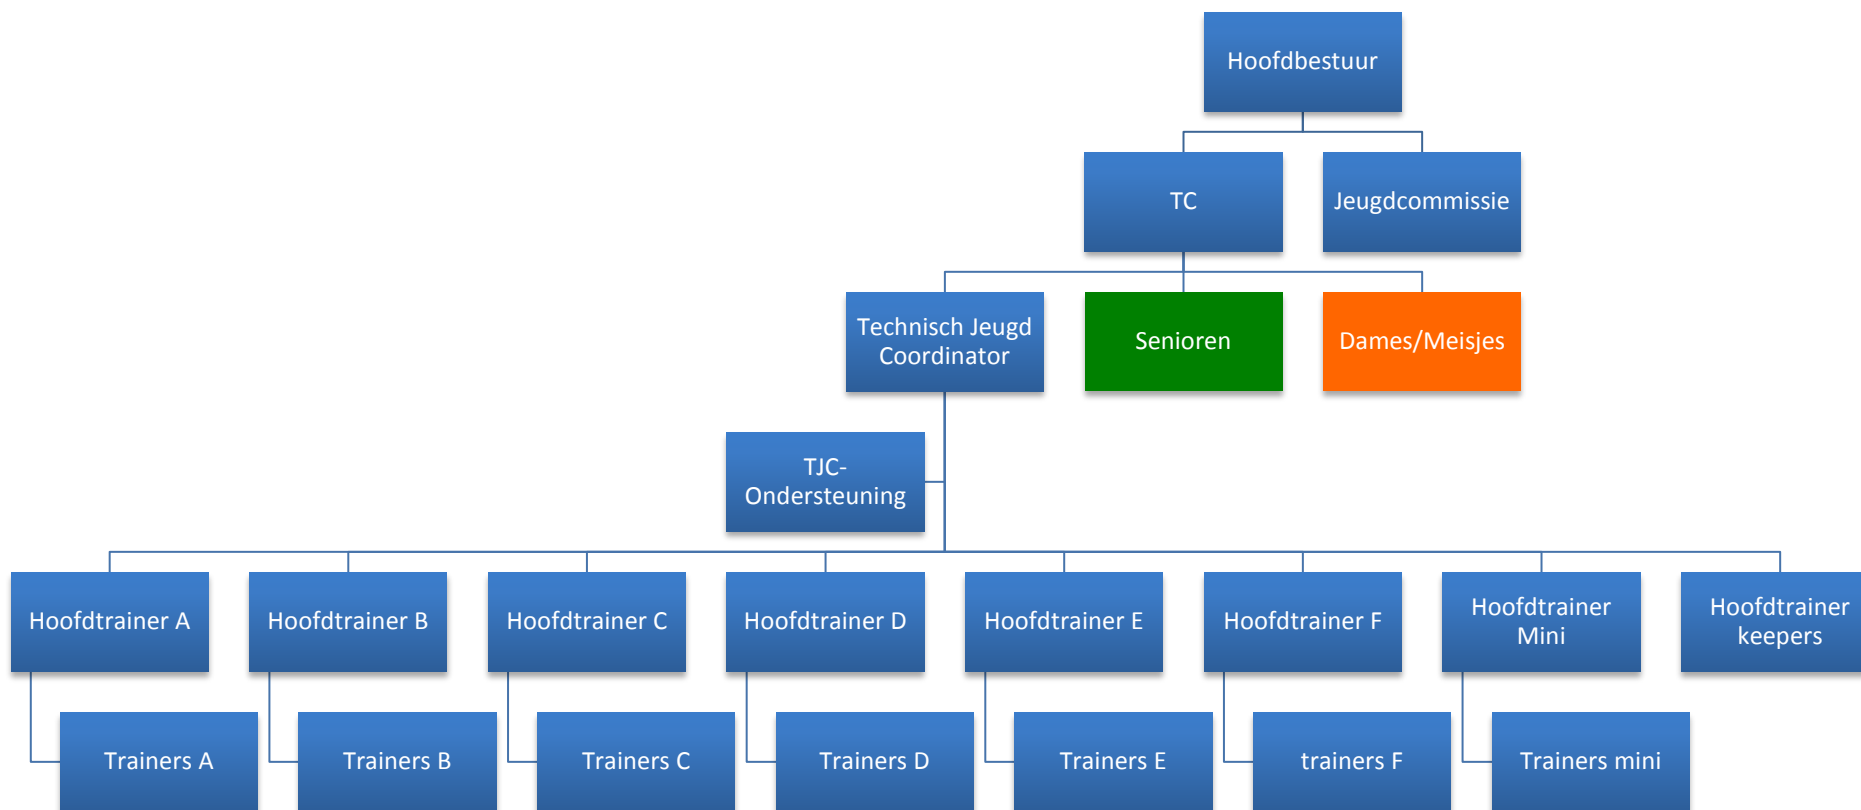 Hoofdbestuur
TC
Jeugdcommissie
Technisch Jeugd
Coordinator
Senioren
Dames/Meisjes
TJC-
Ondersteuning
Hoofdtrainer A
Hoofdtrainer B
Hoofdtrainer C
Hoofdtrainer D
Hoofdtrainer E
Hoofdtrainer F
Hoofdtrainer
Mini
Hoofdtrainer
keepers
Trainers A
Trainers B
Trainers C
Trainers D
Trainers E
trainers F
Trainers mini